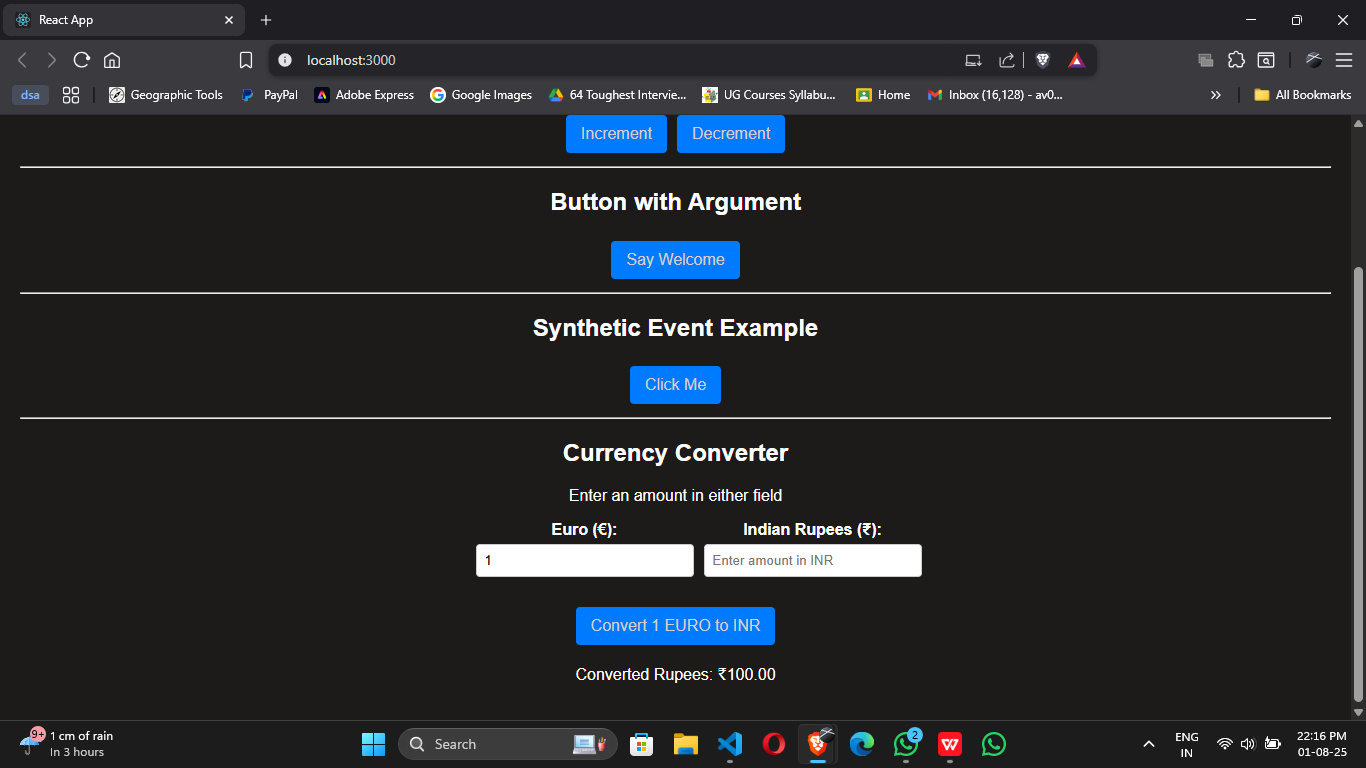 React App
localhost:3000
dsa
Geographic Tools
PayPal
Adobe Express
Google Images
64 Toughest Intervie...
UG Courses Syllabu...
Home
Inbox (16,128) - av0...
All Bookmarks
Increment
Decrement
Button with Argument
Say Welcome
Synthetic Event Example
Click Me
Currency Converter
Enter an amount in either field
Euro (€):
Indian Rupees (₹):
1
Enter amount in INR
Convert 1 EURO to INR
Converted Rupees: ₹100.00
9+
1 cm of rain
In 3 hours
Search
2
W
ENG
IN
22:16 PM
01-08-25